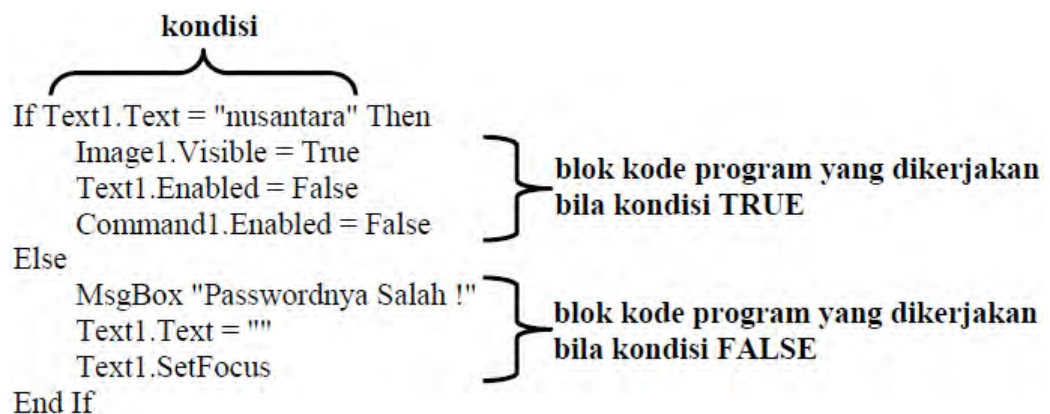 kondisi
If Text1.Text = "nusantara" Then
Image1.Visible = True
Text1.Enabled = False
Command1.Enabled = False
blok kode program yang dikerjakan
bila kondisi TRUE
Else
MsgBox "Passwordnya Salah !"
Text1.Text = ""
Text1.SetFocus
blok kode program yang dikerjakan
bila kondisi FALSE
End If